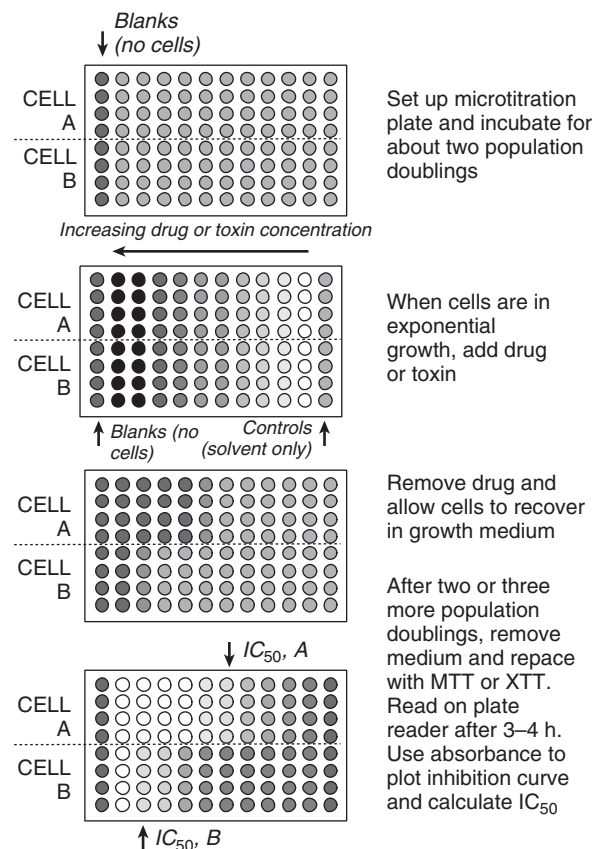 Blanks
(no cells)
CELL
A
CELL
B
Set up microtitration
plate and incubate for
about two population
doublings
Increasing drug or toxin concentration
CELL
A
CELL
B
When cells are in
exponential
growth, add drug
or toxin
Blanks (no
cells)
Controls
(solvent only)
CELL
A
CELL
B
Remove drug and
allow cells to recover
in growth medium
After two or three
more population
doublings, remove
medium and repace
with MTT or XTT.
Read on plate
reader after 3–4 h.
Use absorbance to
plot inhibition curve
and calculate IC50
IC50, A
CELL
A
CELL
B
IC50, B